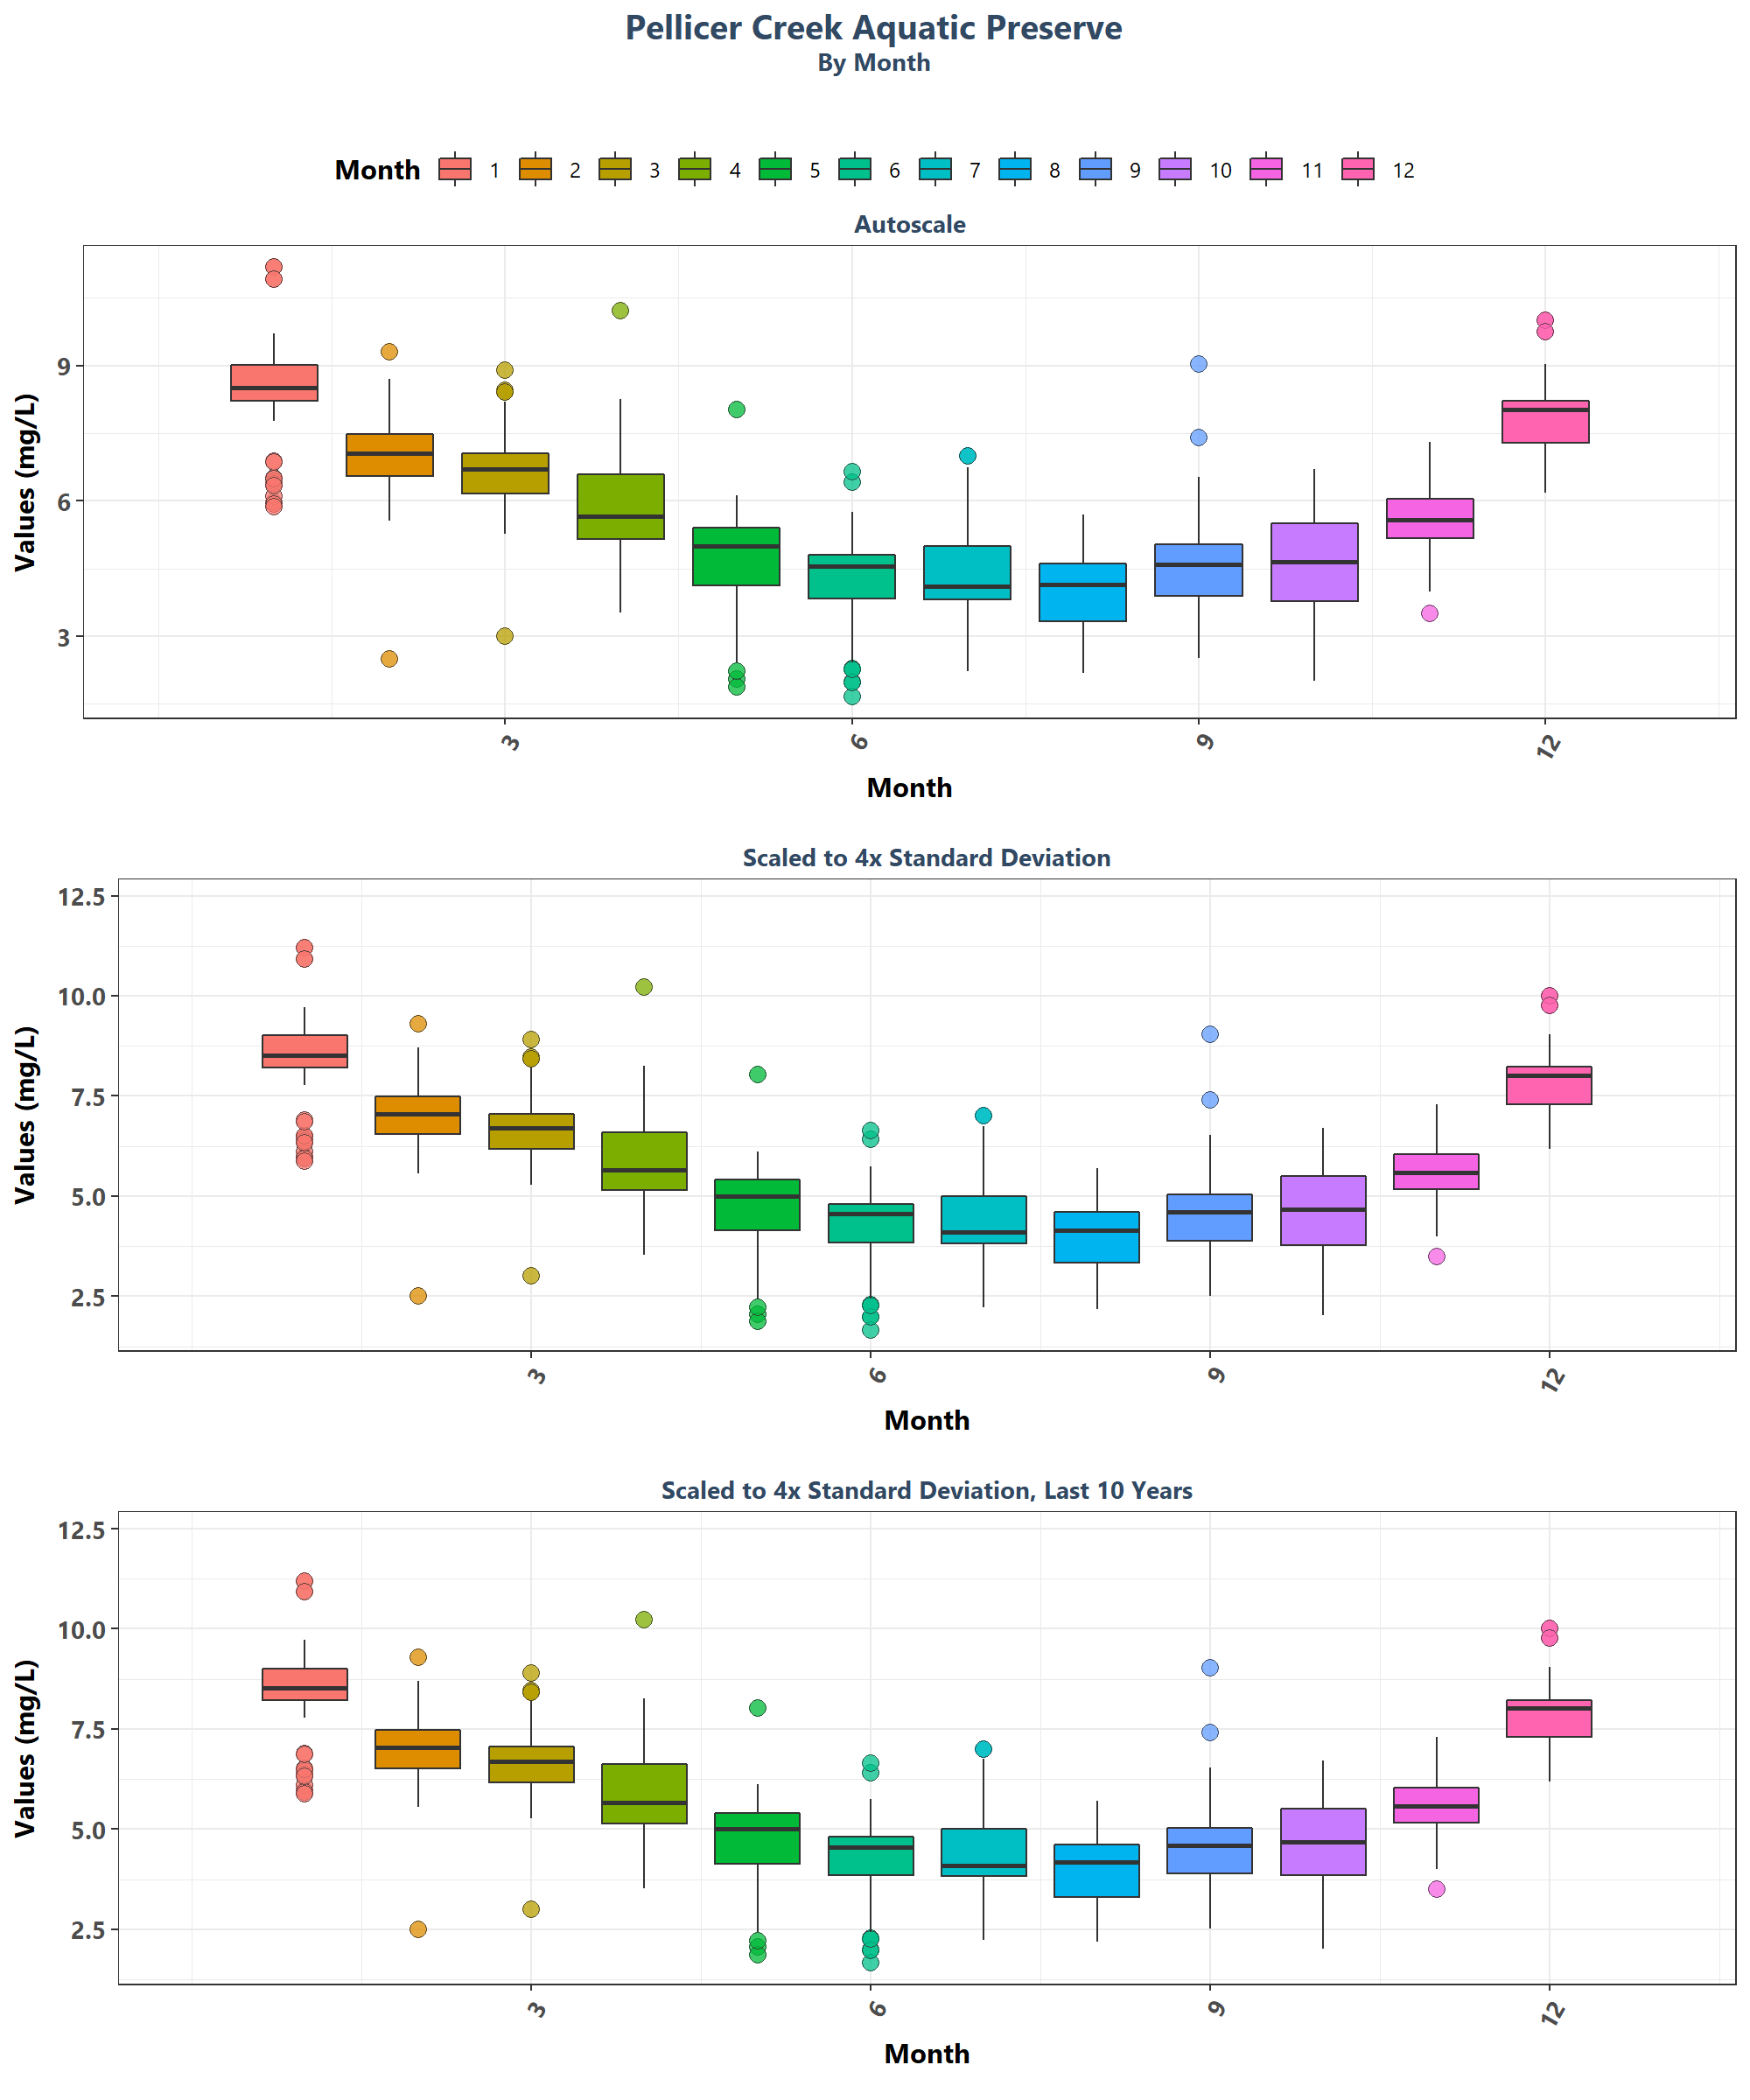 Pellicer Creek Aquatic Preserve
By Month
Month 1 2 3 4 5 6 7 8 9 10 11 12
Autoscale
Values (mg/L)
9
6
3
3 6 9 12
Month
Scaled to 4x Standard Deviation
Values (mg/L)
12.5
10.0
7.5
5.0
2.5
3 6 9 12
Month
Scaled to 4x Standard Deviation, Last 10 Years
Values (mg/L)
12.5
10.0
7.5
5.0
2.5
3 6 9 12
Month